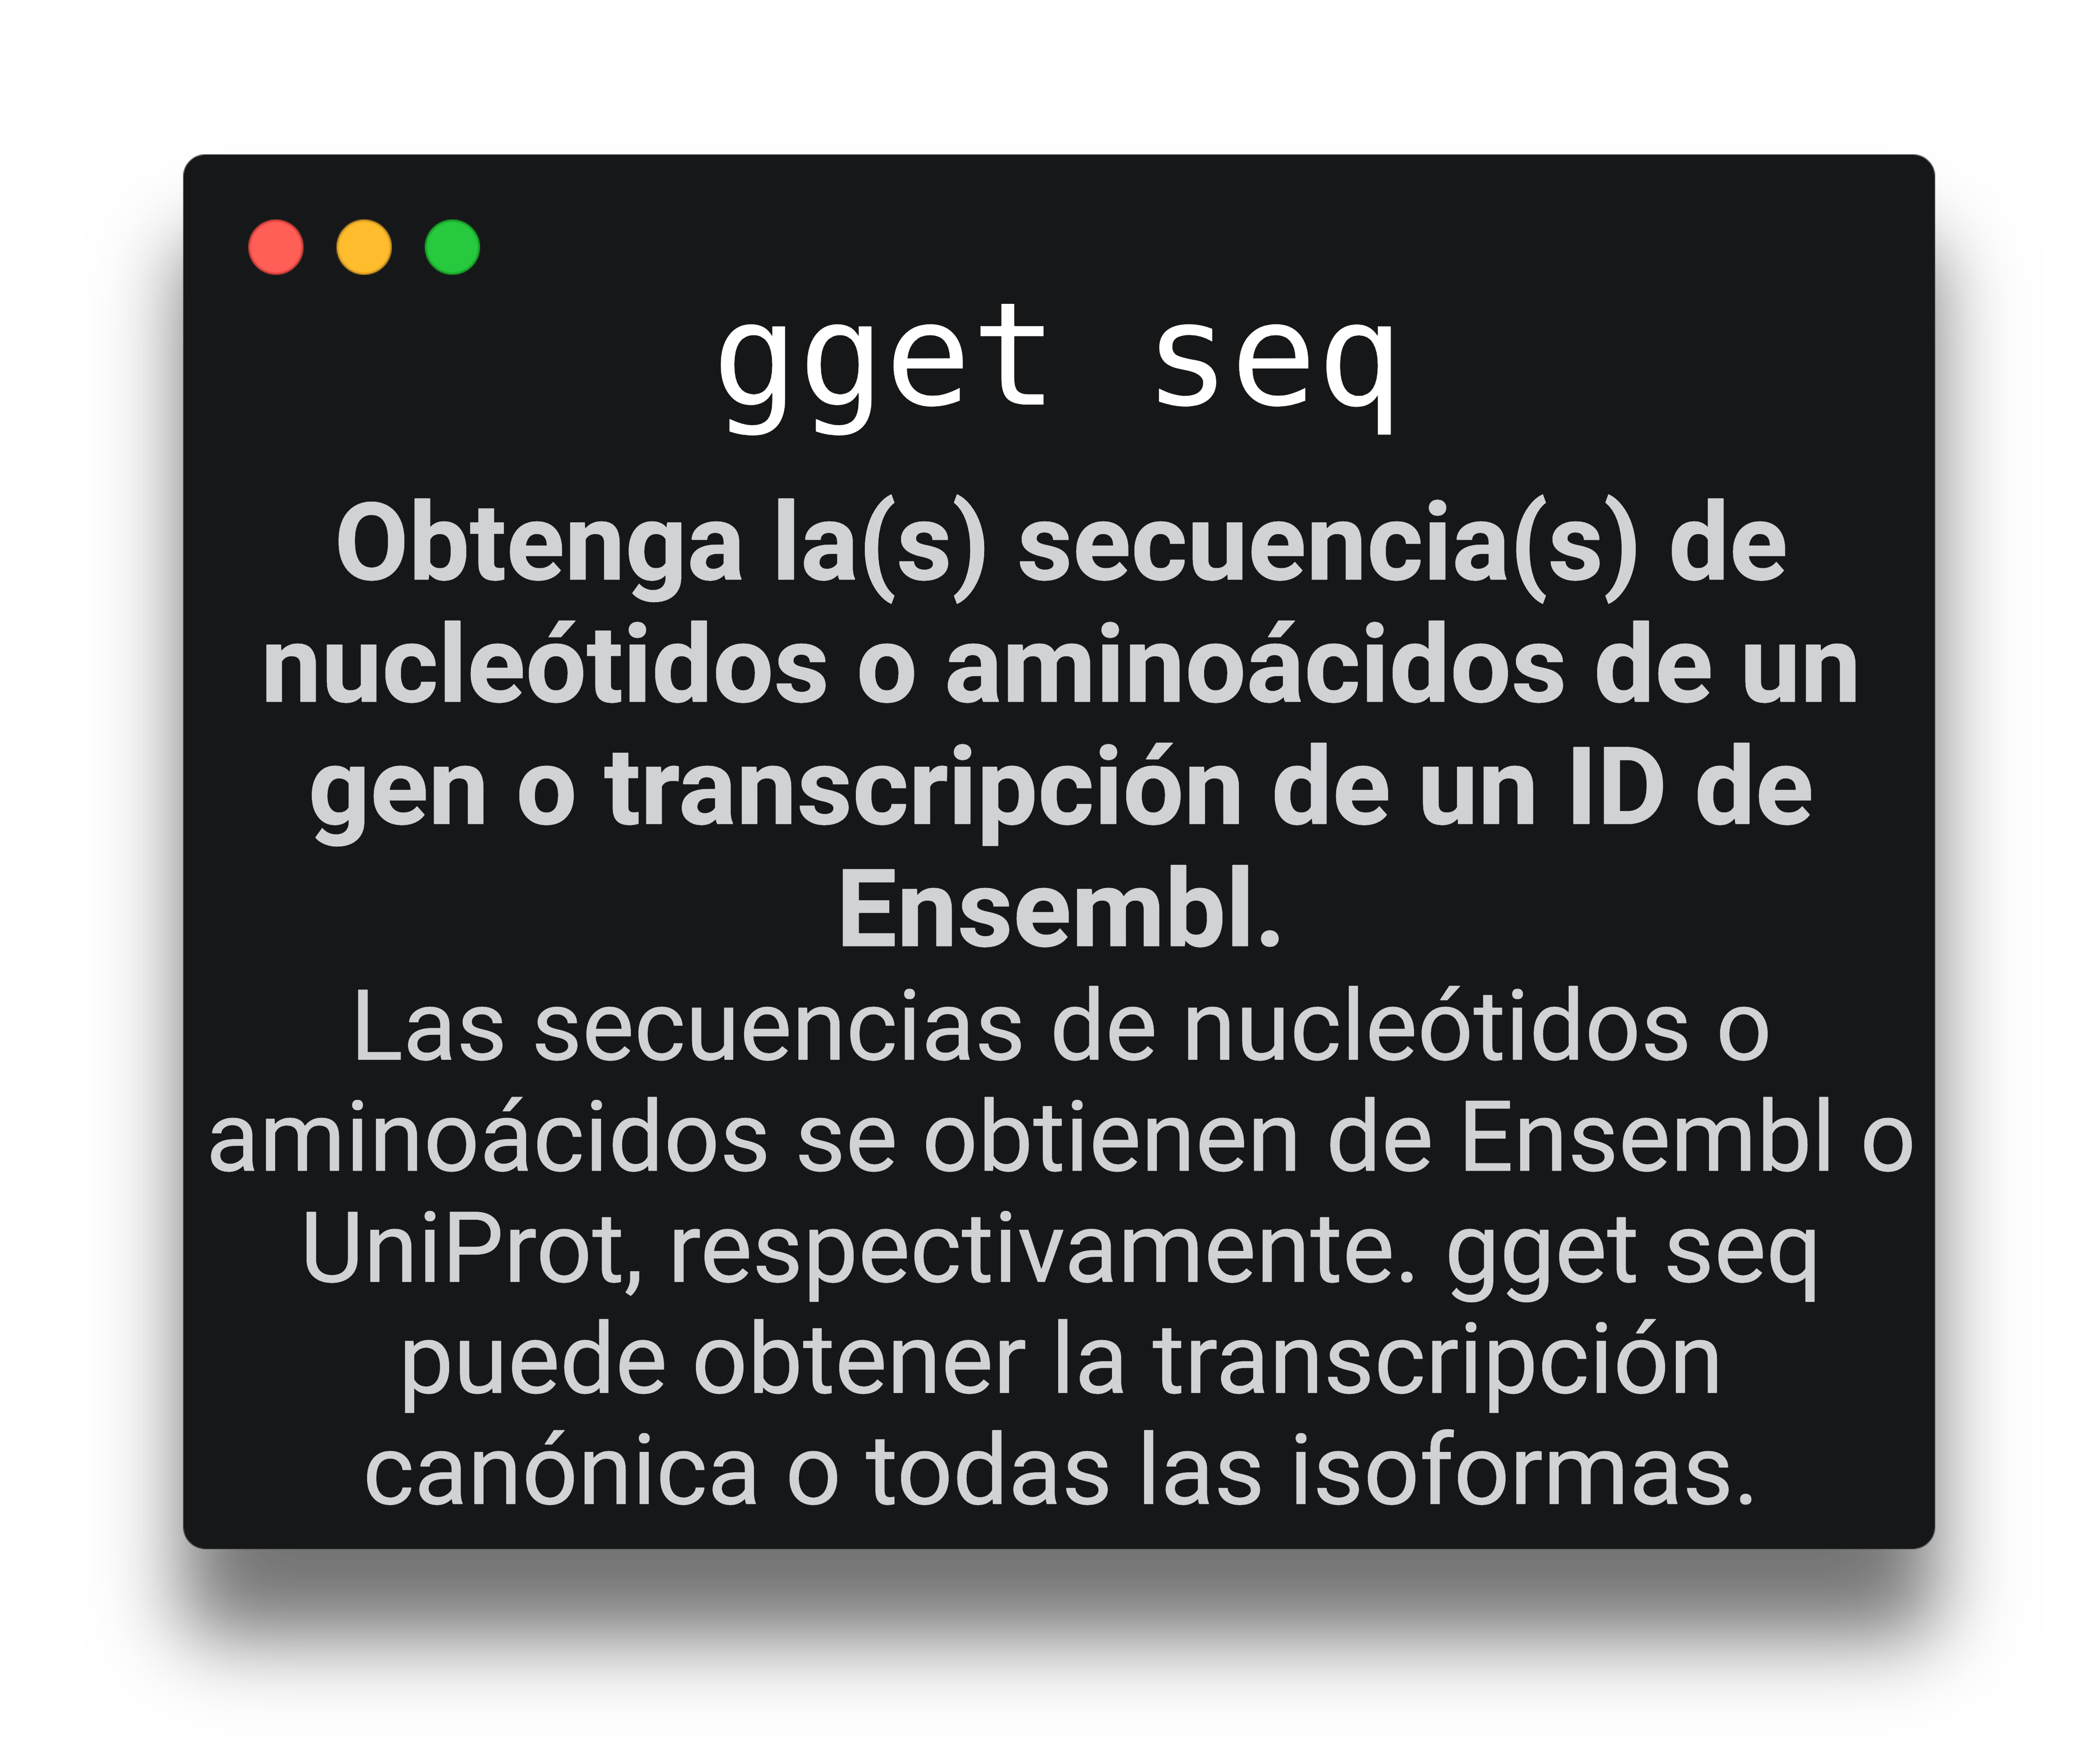 gget seq
Obtenga la(s) secuencia(s) de
nucleótidos o aminoácidos de un
gen o transcripción de un ID de
Ensembl.
Las secuencias de nucleótidos o
aminoácidos se obtienen de Ensembl o
UniProt, respectivamente. gget seq
puede obtener la transcripción
canónica o todas las isoformas.